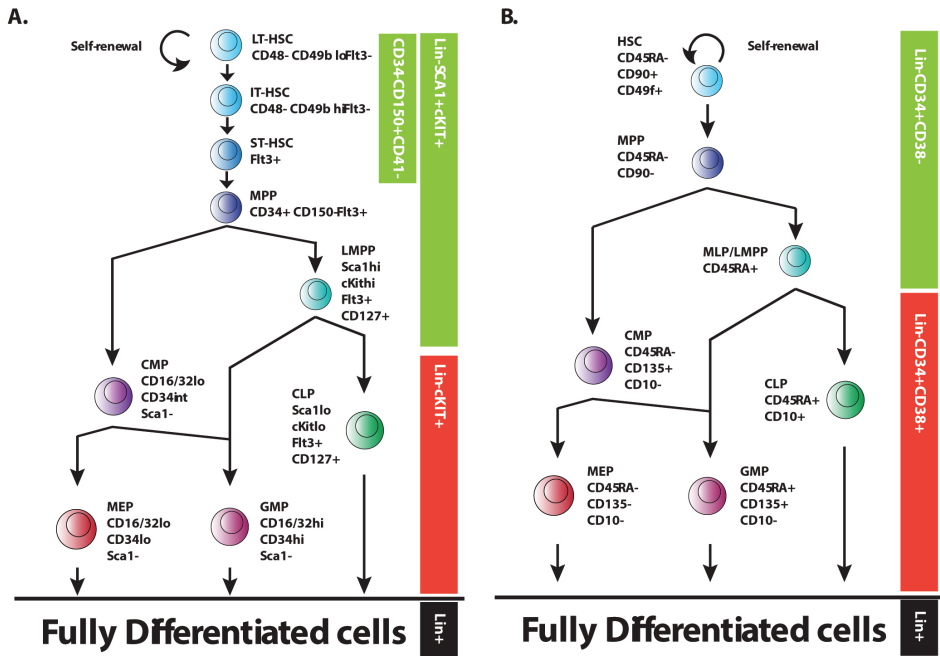 A.
Self-renewal
LT-HSC
CD48- CD49b loFlt3-
IT-HSC
CD48- CD49b hiFlt3-
ST-HSC
Flt3+
MPP
CD34+ CD150-Flt3+
LMPP
Sca1hi
cKithi
Flt3+
CD127+
CMP
CD16/32lo
CD34int
Sca1-
CLP
Sca1lo
cKitlo
Flt3+
CD127+
MEP
CD16/32lo
CD34lo
Sca1-
GMP
CD16/32hi
CD34hi
Sca1-
CD34-CD150+CD41-
Lin-SCA1+cKIT+
Lin-cKIT+
Lin+
Fully Differentiated cells
B.
HSC
CD45RA-
CD90+
CD49f+
Self-renewal
MPP
CD45RA-
CD90-
MLP/LMPP
CD45RA+
CMP
CD45RA-
CD135+
CD10-
CLP
CD45RA+
CD10+
MEP
CD45RA-
CD135-
CD10-
GMP
CD45RA+
CD135+
CD10-
Lin-CD34+CD38-
Lin-CD34+CD38+
Lin+
Fully Differentiated cells